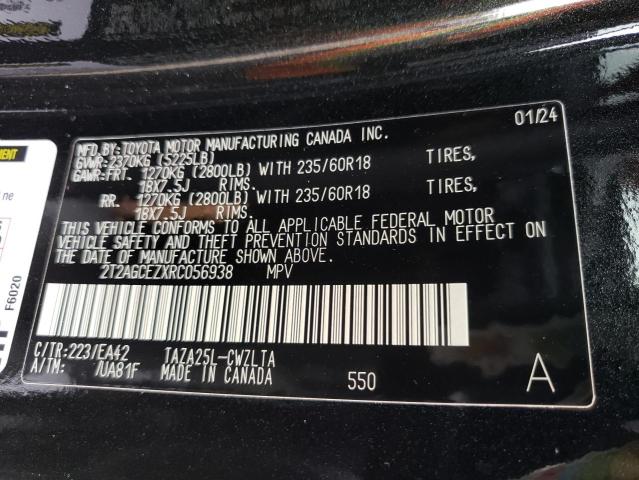 01/24
MFD.BY:TOYOTA MOTOR MANUFACTURING CANADA INC.
GVWR:2370KG (5225LB)
GAWR:FRT. 1270KG (2800LB) WITH 235/60R18 TIRES,
18X7.5J RIMS.
RR. 1270KG (2800LB) WITH 235/60R18 TIRES,
18X7.5J RIMS.
THIS VEHICLE CONFORMS TO ALL APPLICABLE FEDERAL MOTOR
VEHICLE SAFETY AND THEFT PREVENTION STANDARDS IN EFFECT ON
THE DATE OF MANUFACTURE SHOWN ABOVE.
2T2AGCEZXRC056938 MPV
C/TR:223/EA42 TAZA25L-CWZLTA
A/TM: /UA81F MADE IN CANADA 550 A
F6020